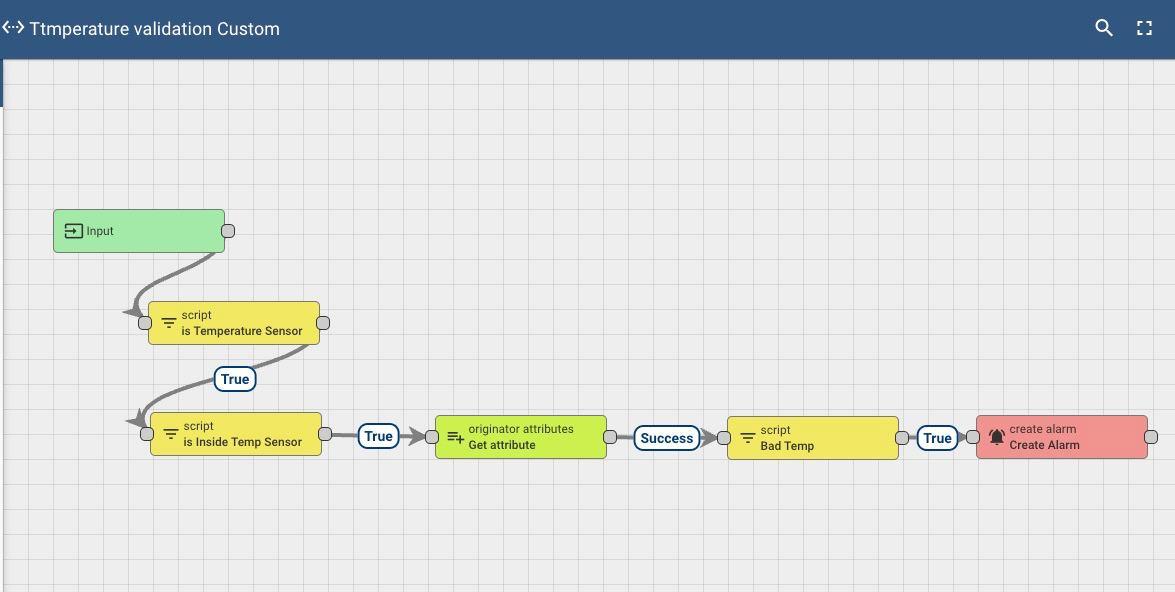 Ttmperature validation Custom
Input
script
is Temperature Sensor
True
script
is Inside Temp Sensor
True
originator attributes
Get attribute
Success
script
Bad Temp
True
create alarm
Create Alarm